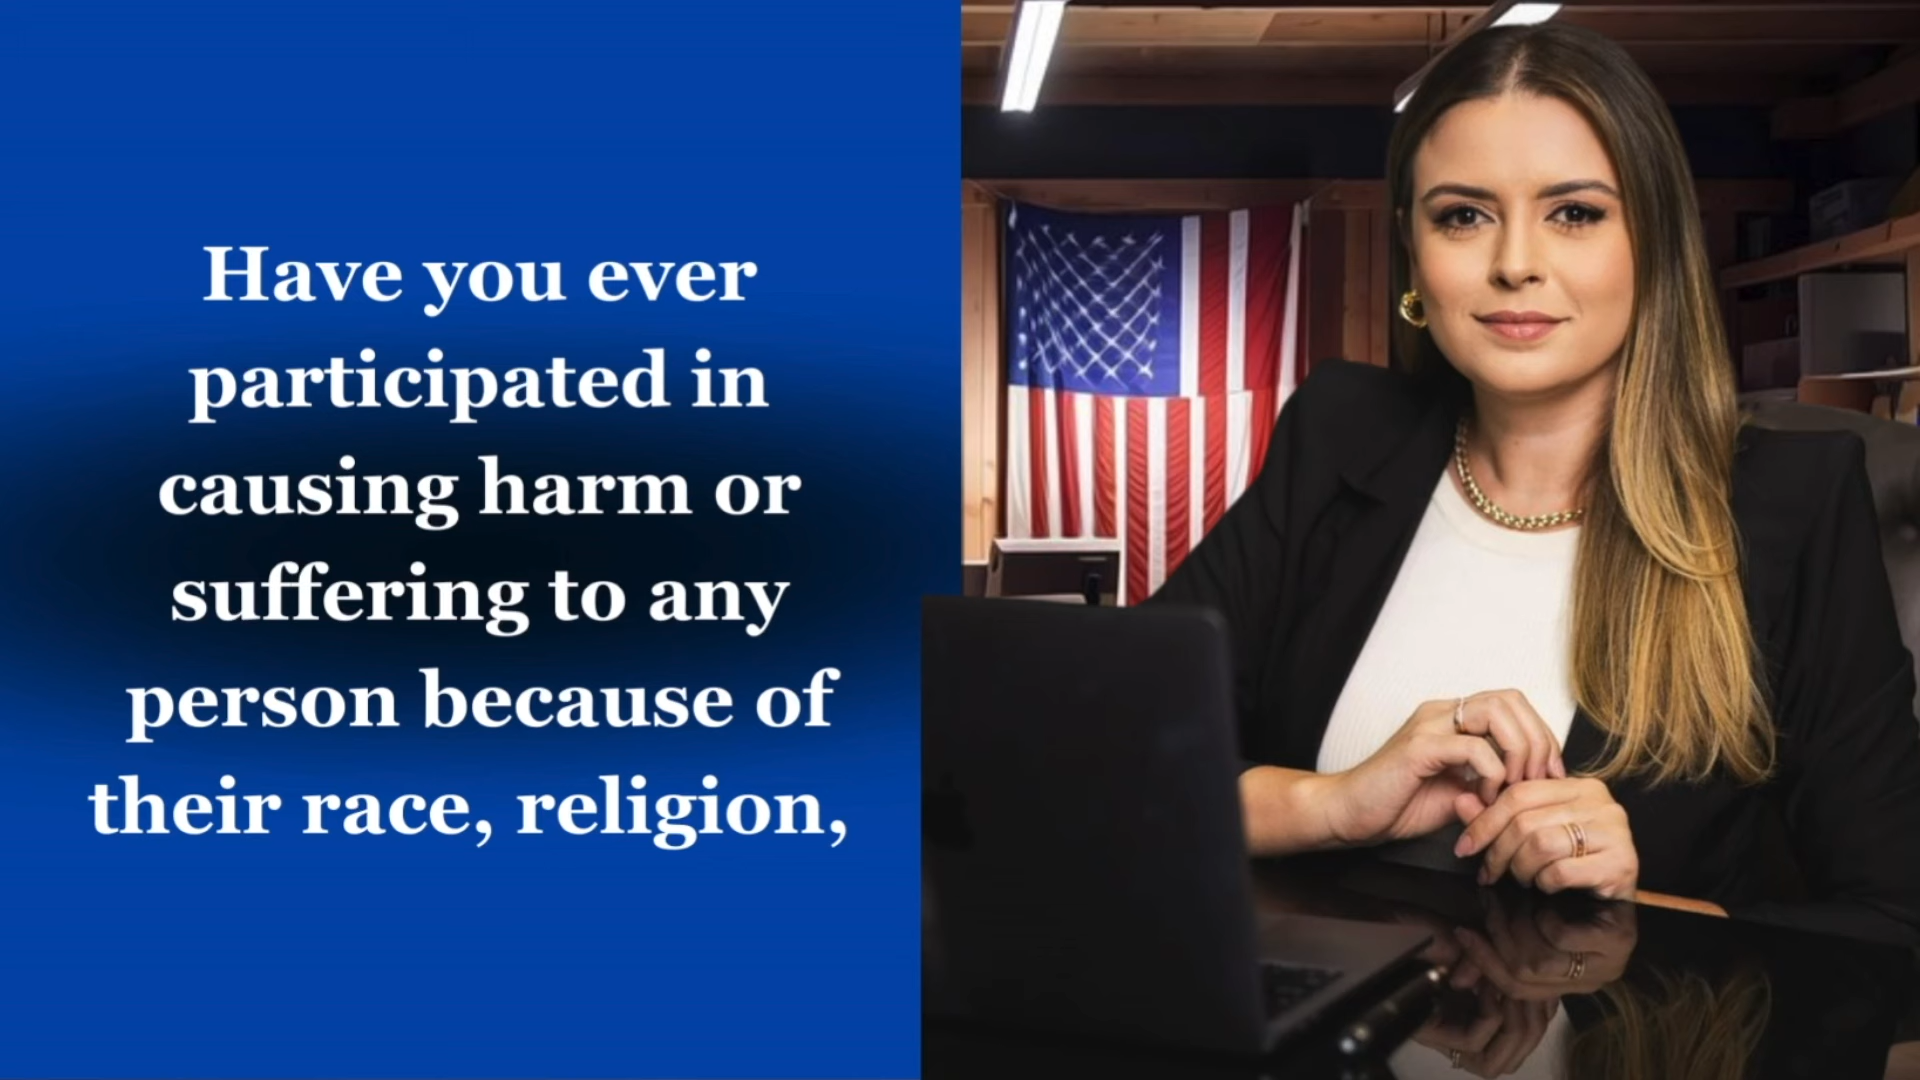 Have you ever
participated in
causing harm or
suffering to any
person because of
their race, religion,